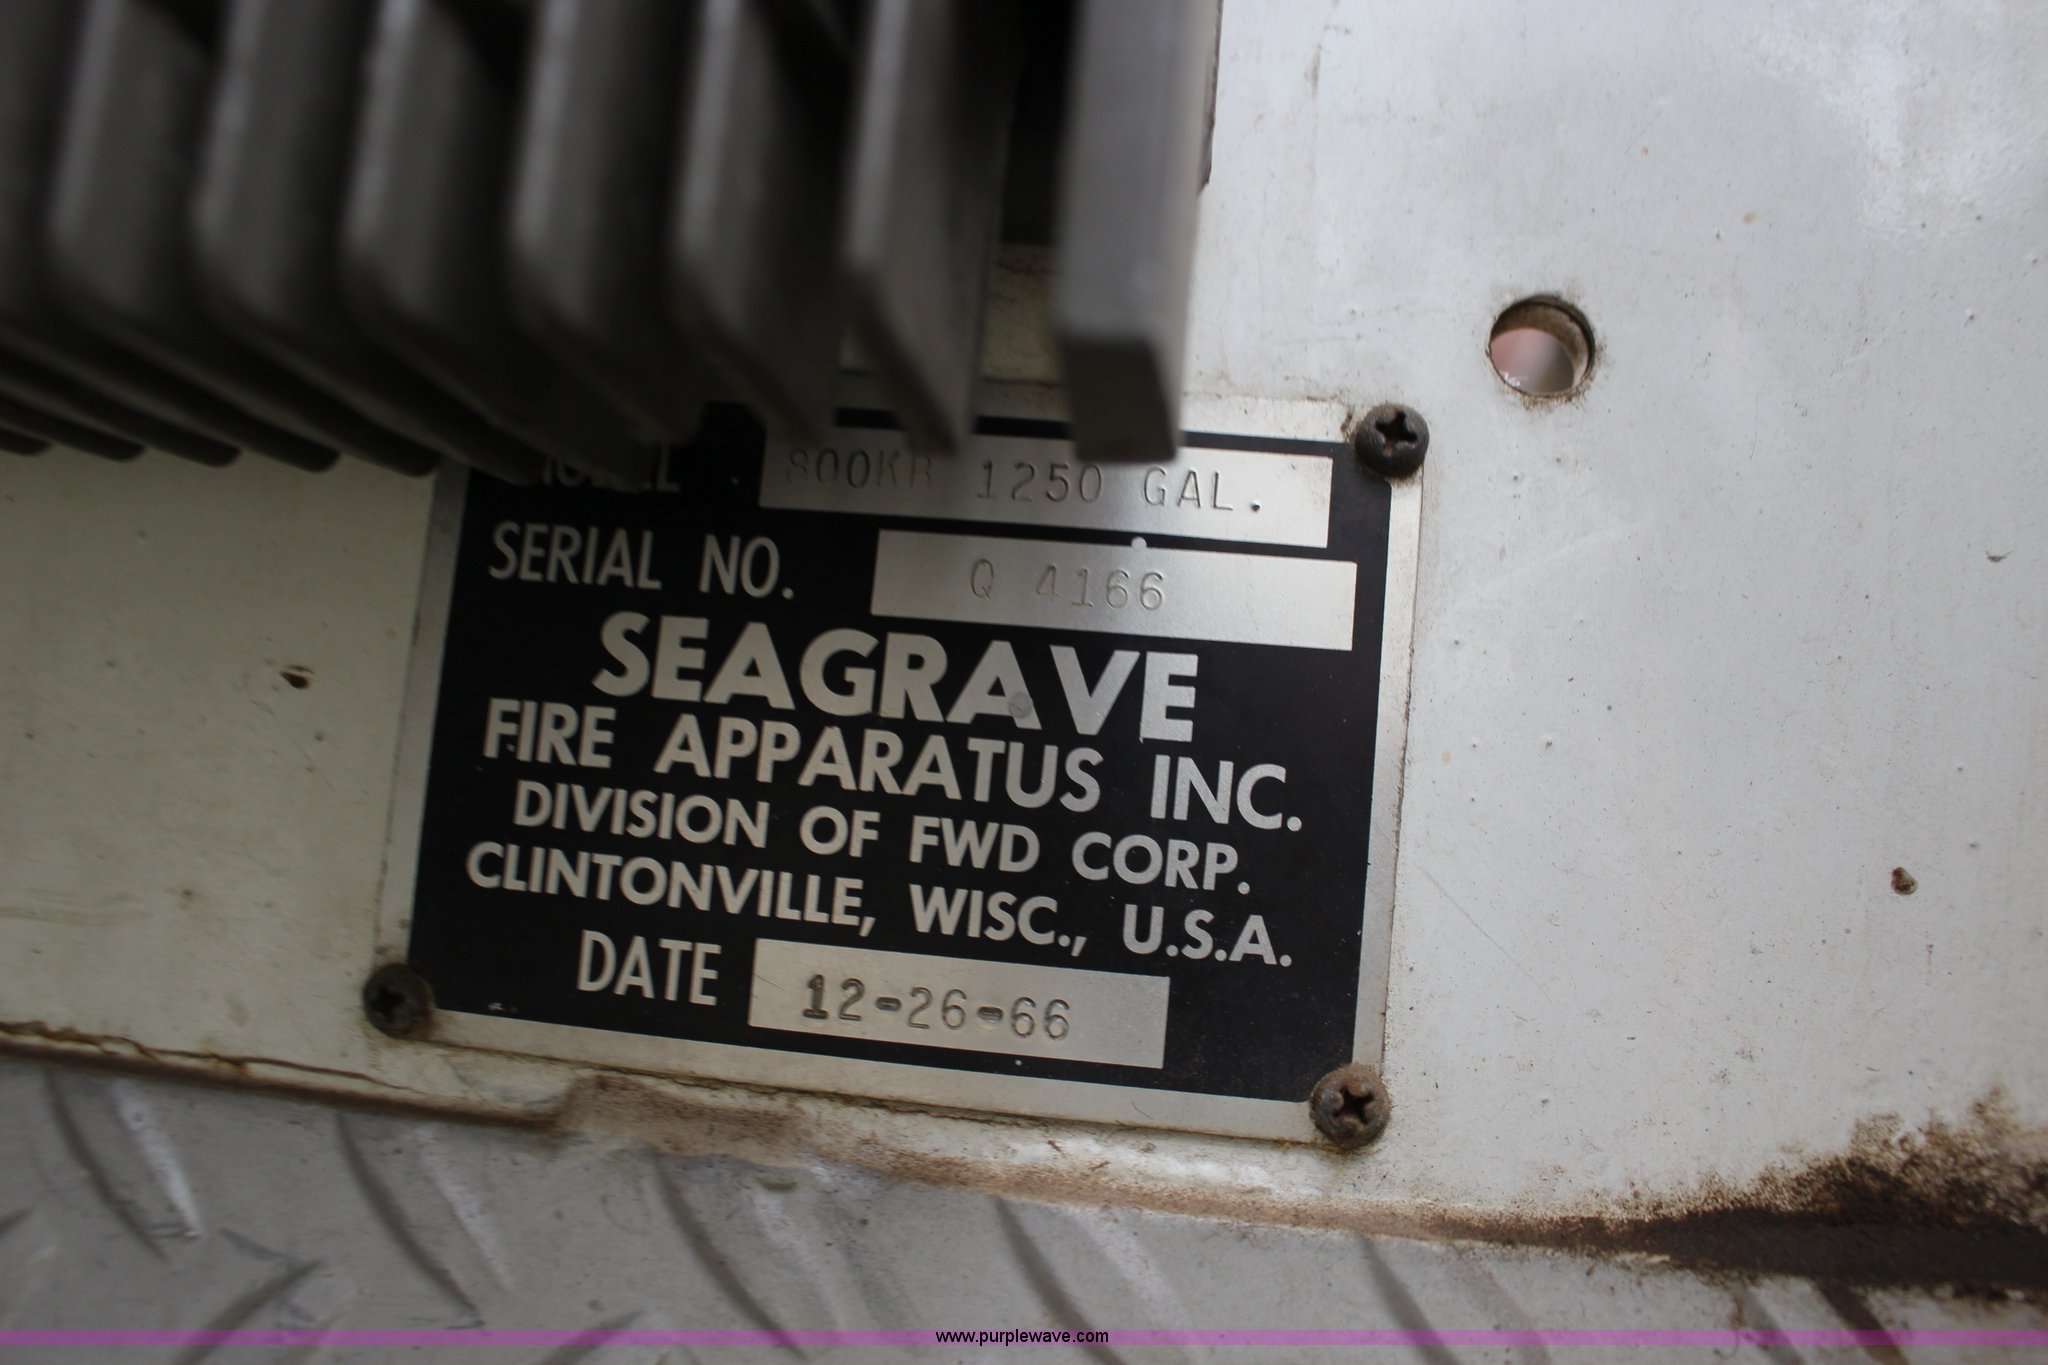 MODEL 800KB 1250 GAL.
SERIAL NO. Q 4166
SEAGRAVE
FIRE APPARATUS INC.
DIVISION OF FWD CORP.
CLINTONVILLE, WISC., U.S.A.
DATE 12-26-66
www.purplewave.com